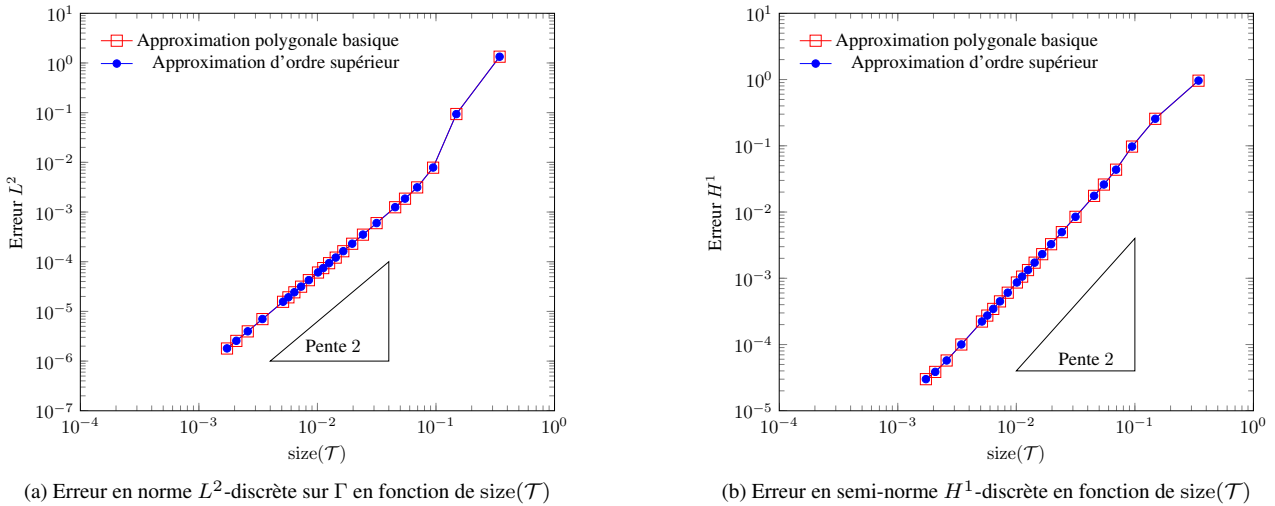 Approximation polygonale basique
Approximation d'ordre supérieur
10^1
10^0
10^{-1}
10^{-2}
10^{-3}
10^{-4}
10^{-5}
10^{-6}
10^{-7}
Erreur L^2
Pente 2
10^{-4}
10^{-3}
10^{-2}
10^{-1}
10^0
size(𝒯)
(a) Erreur en norme L^2-discrète sur Γ en fonction de size(𝒯)
Approximation polygonale basique
Approximation d'ordre supérieur
10^1
10^0
10^{-1}
10^{-2}
10^{-3}
10^{-4}
10^{-5}
Erreur H^1
Pente 2
10^{-4}
10^{-3}
10^{-2}
10^{-1}
10^0
size(𝒯)
(b) Erreur en semi-norme H^1-discrète en fonction de size(𝒯)